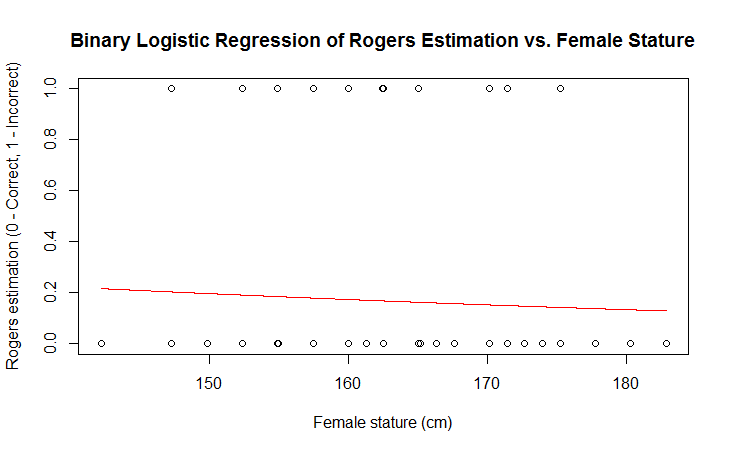 Binary Logistic Regression of Rogers Estimation vs. Female Stature
Rogers estimation (0 - Correct, 1 - Incorrect)
1.0
0.8
0.6
0.4
0.2
0.0
150 160 170 180
Female stature (cm)